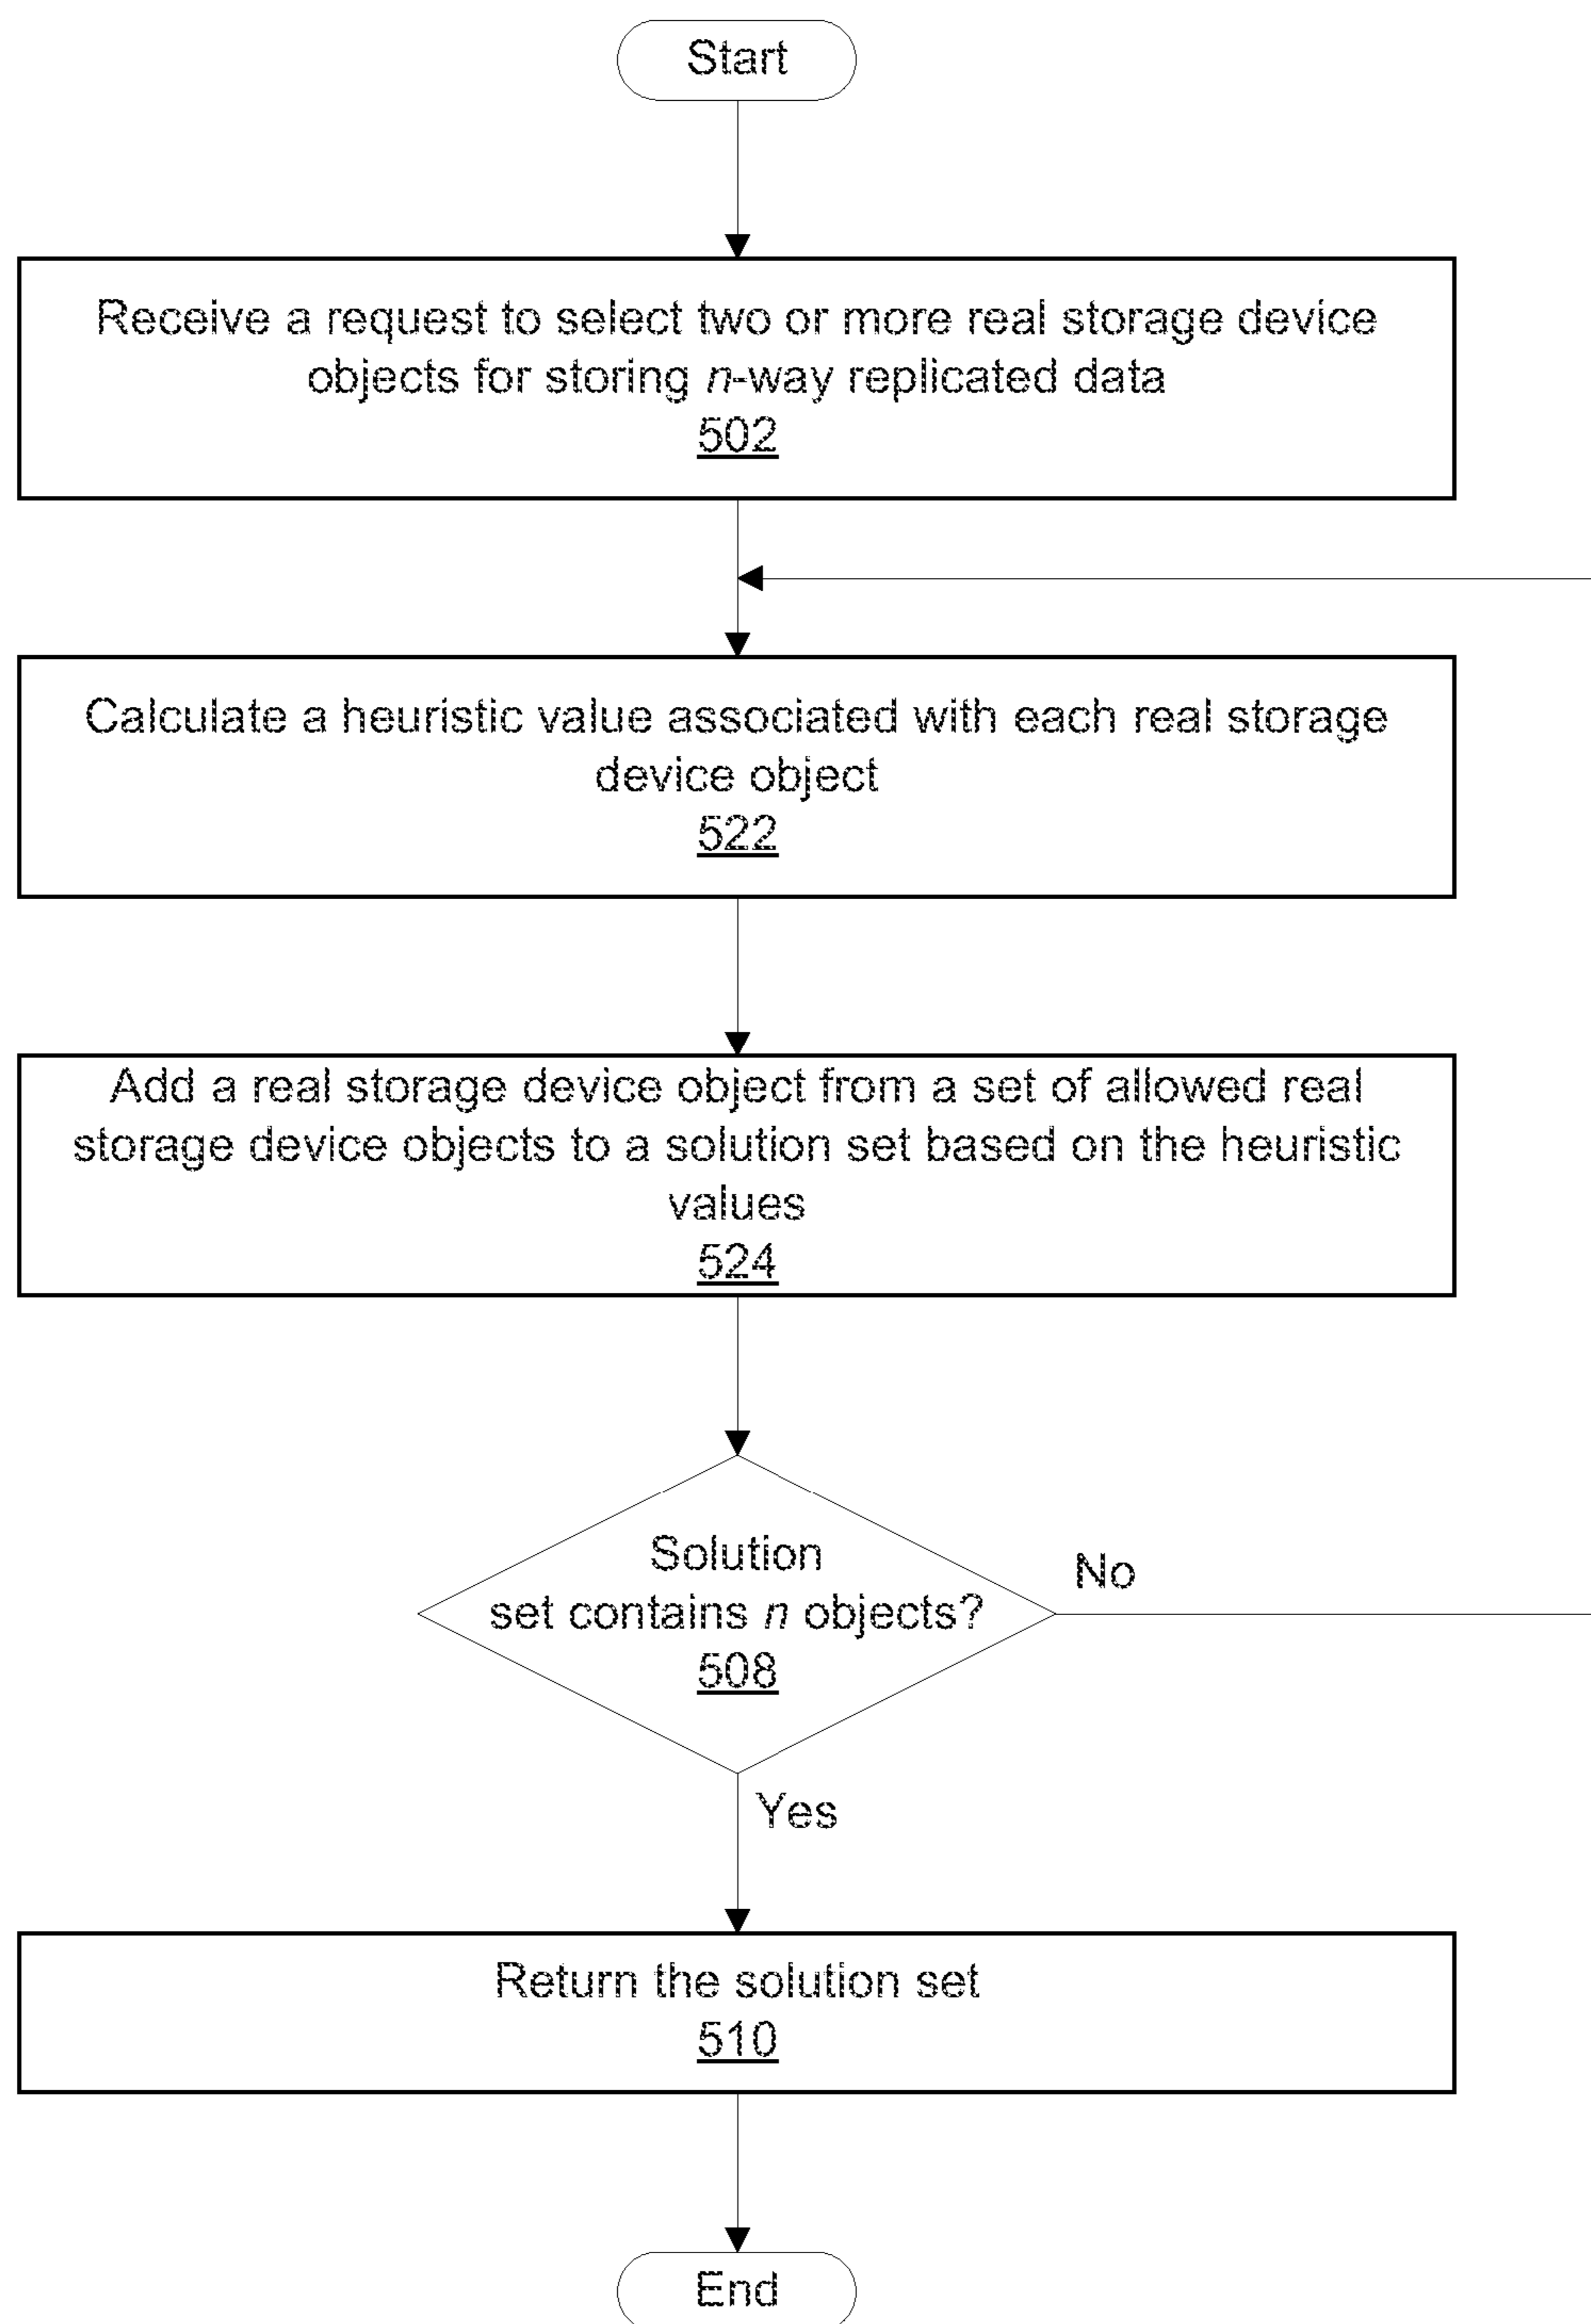 Start
Receive a request to select two or more real storage device
objects for storing n-way replicated data
502
Calculate a heuristic value associated with each real storage
device object
522
Add a real storage device object from a set of allowed real
storage device objects to a solution set based on the heuristic
values
524
Solution
set contains n objects?
508
No
Yes
Return the solution set
510
End